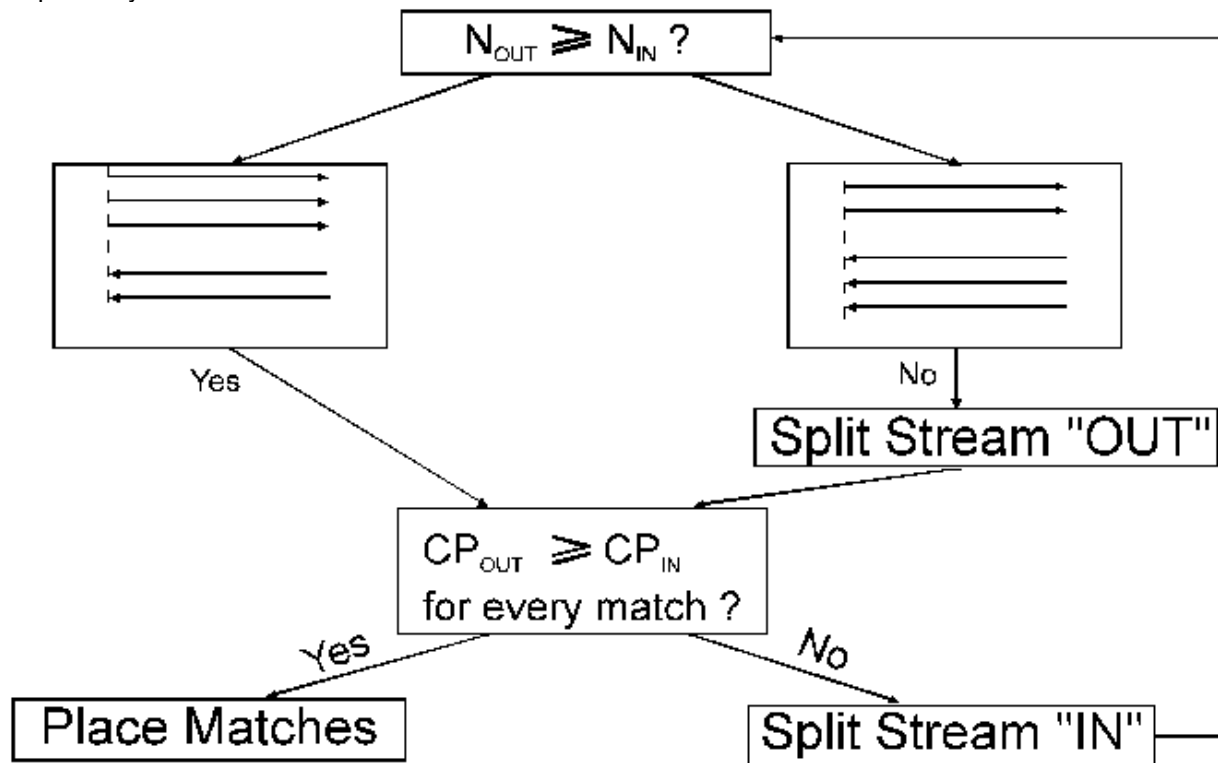 N_OUT ⩾ N_IN ?
Yes
No
Split Stream "OUT"
CP_OUT ⩾ CP_IN
for every match ?
Yes
No
Place Matches
Split Stream "IN"